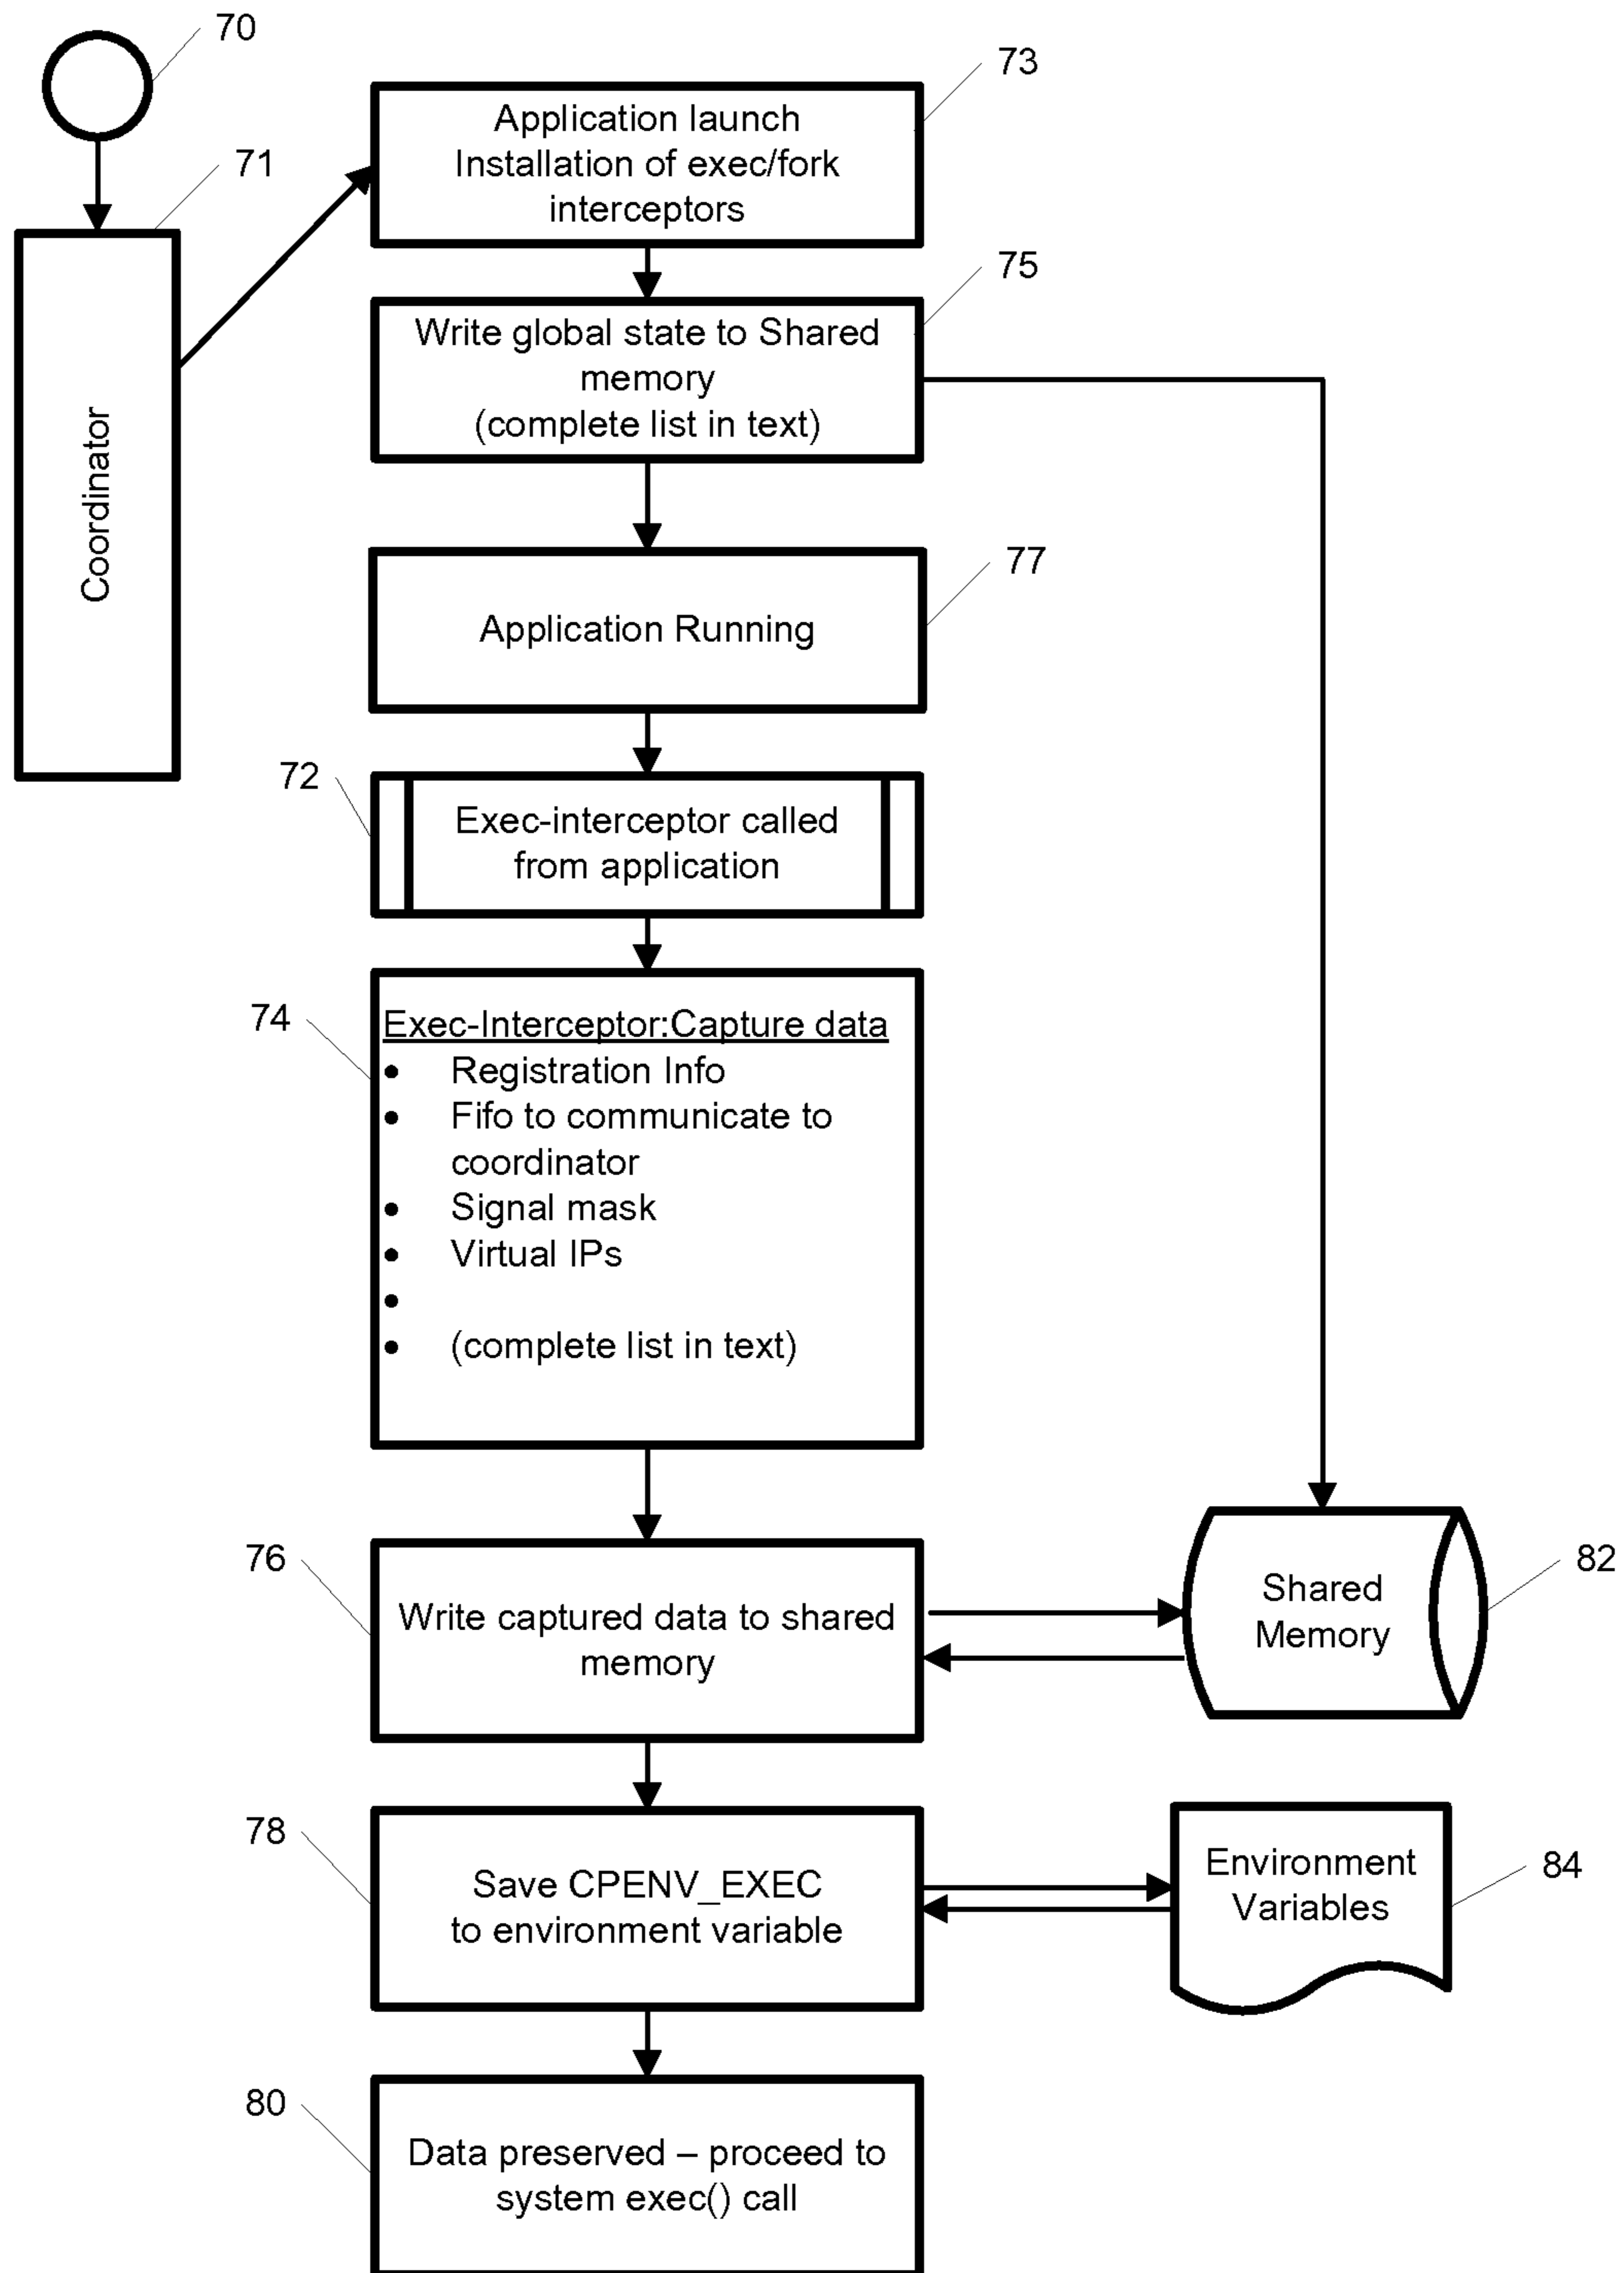 70
71
Coordinator
73
Application launch
Installation of exec/fork
interceptors
75
Write global state to Shared
memory
(complete list in text)
77
Application Running
72
Exec-interceptor called
from application
74
Exec-Interceptor:Capture data
• Registration Info
• Fifo to communicate to
coordinator
• Signal mask
• Virtual IPs
•
• (complete list in text)
76
Write captured data to shared
memory
82
Shared
Memory
78
Save CPENV_EXEC
to environment variable
84
Environment
Variables
80
Data preserved – proceed to
system exec() call